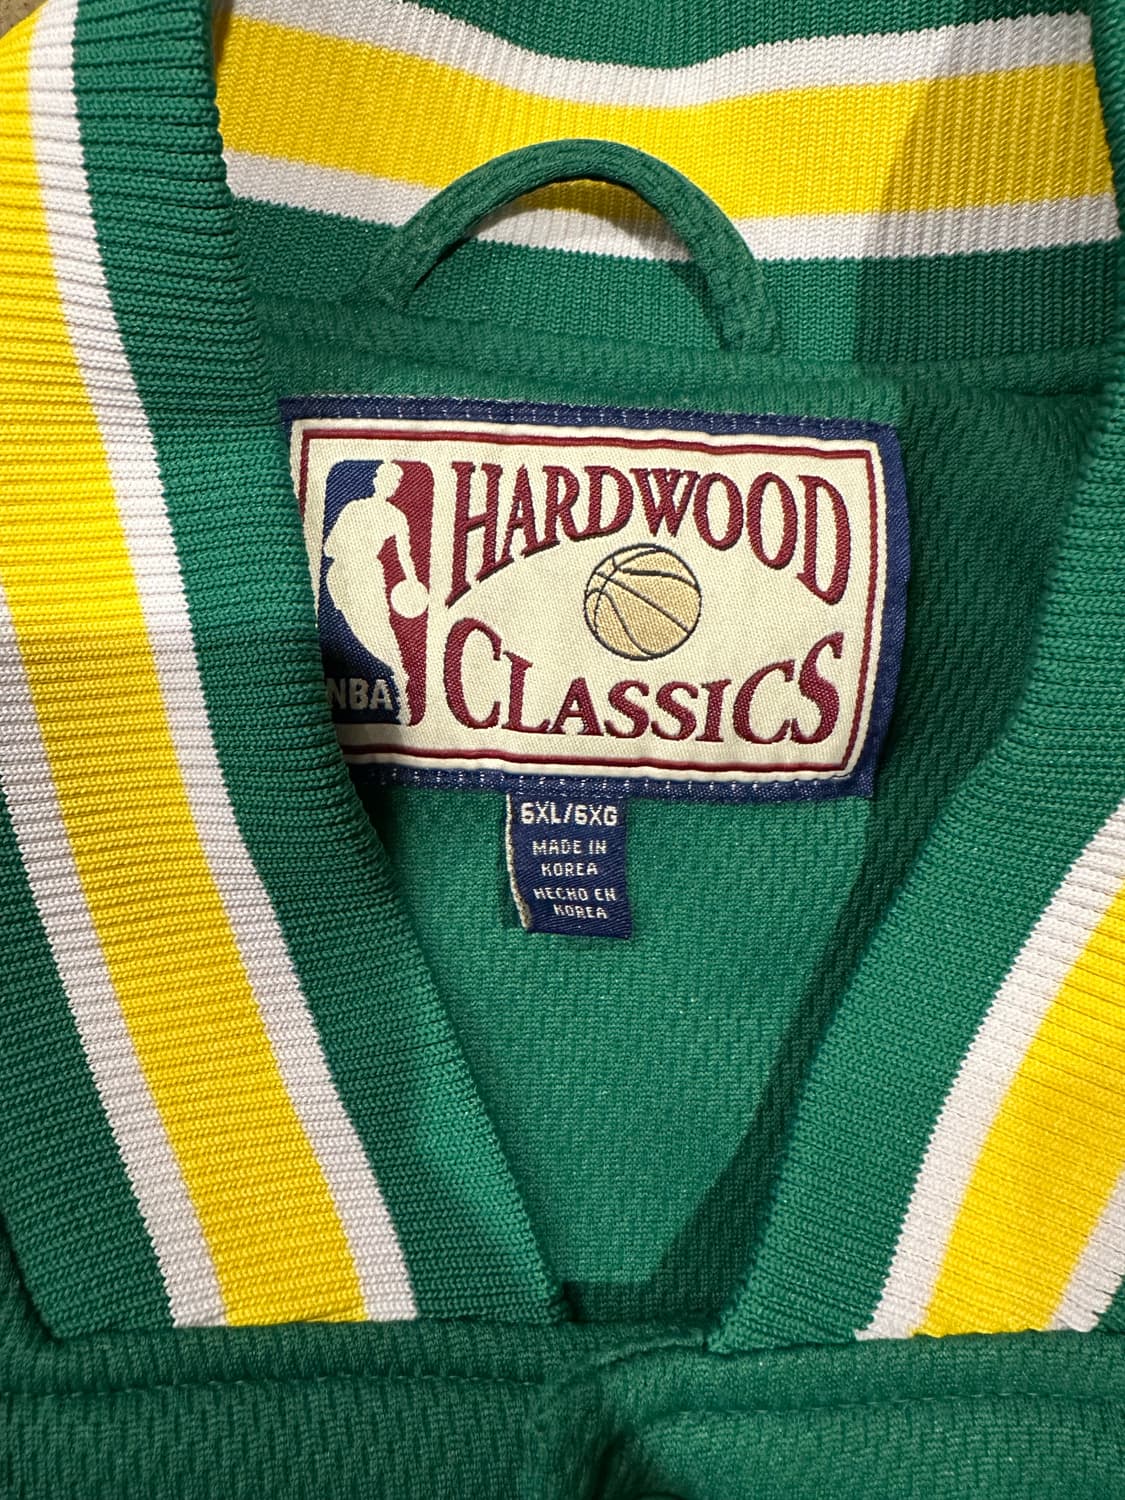 HARDWOOD
CLASSICS
NBA
6XL/6XG
MADE IN
KOREA
HECHO EN
KOREA